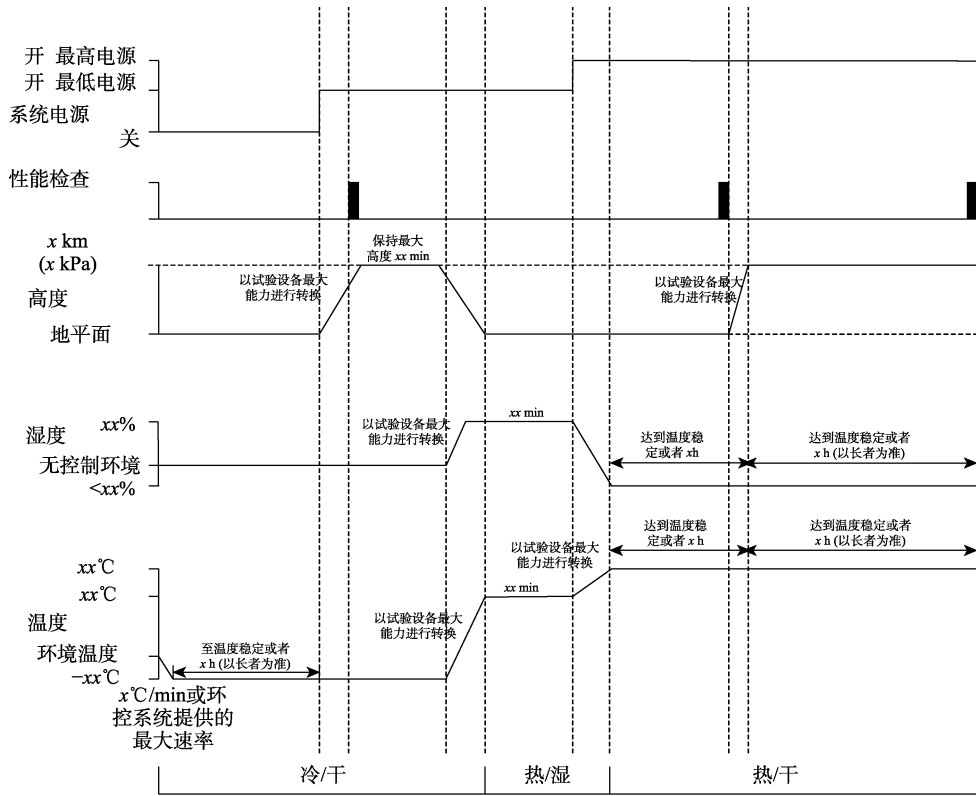 开 最高电源
开 最低电源
系统电源
关
性能检查
x km
(x kPa)
高度
地平面
以试验设备最大
能力进行转换
保持最大
高度 xx min
以试验设备最大
能力进行转换
湿度
xx%
无控制环境
<xx%
以试验设备最大
能力进行转换
xx min
达到温度稳
定或者 xh
达到温度稳定或者
x h (以长者为准)
xx℃
xx℃
温度
环境温度
−xx℃
x℃/min或环
控系统提供的
最大速率
至温度稳定或者
x h (以长者为准)
以试验设备最大
能力进行转换
xx min
以试验设备最大
能力进行转换
达到温度稳
定或者 x h
达到温度稳定或者
x h (以长者为准)
冷/干
热/湿
热/干